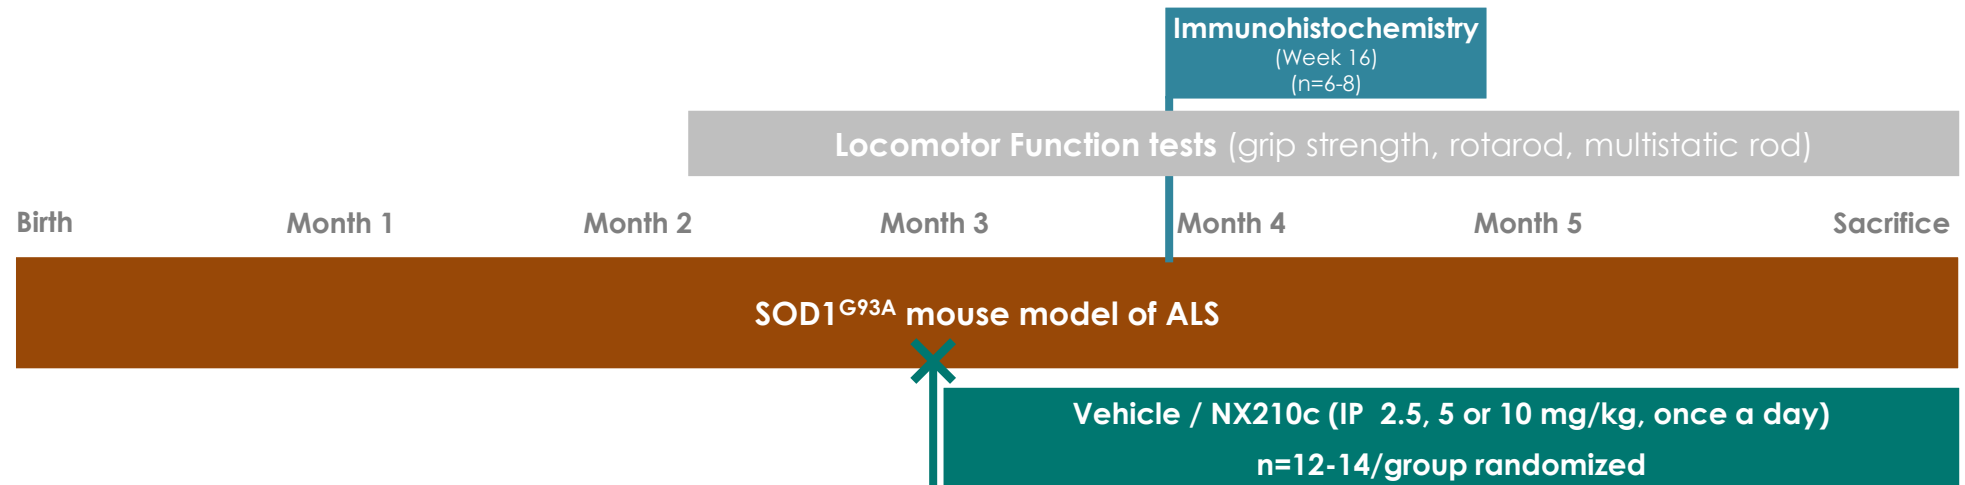 Immunohistochemistry
(Week 16)
(n=6-8)
Locomotor Function tests (grip strength, rotarod, multistatic rod)
Birth Month 1 Month 2 Month 3 Month 4 Month 5 Sacrifice
SOD1G93A mouse model of ALS
Vehicle / NX210c (IP 2.5, 5 or 10 mg/kg, once a day)
n=12-14/group randomized